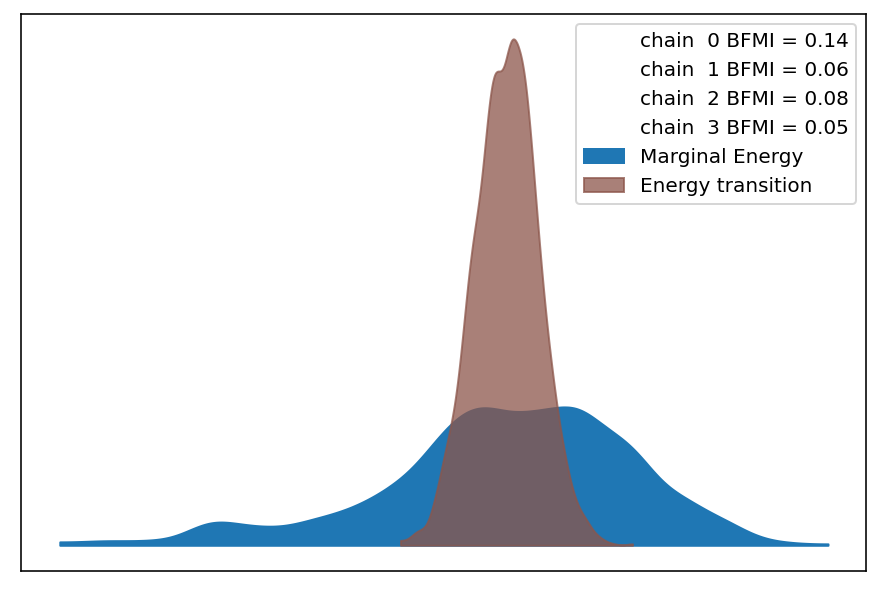 chain  0 BFMI = 0.14
chain  1 BFMI = 0.06
chain  2 BFMI = 0.08
chain  3 BFMI = 0.05
Marginal Energy
Energy transition